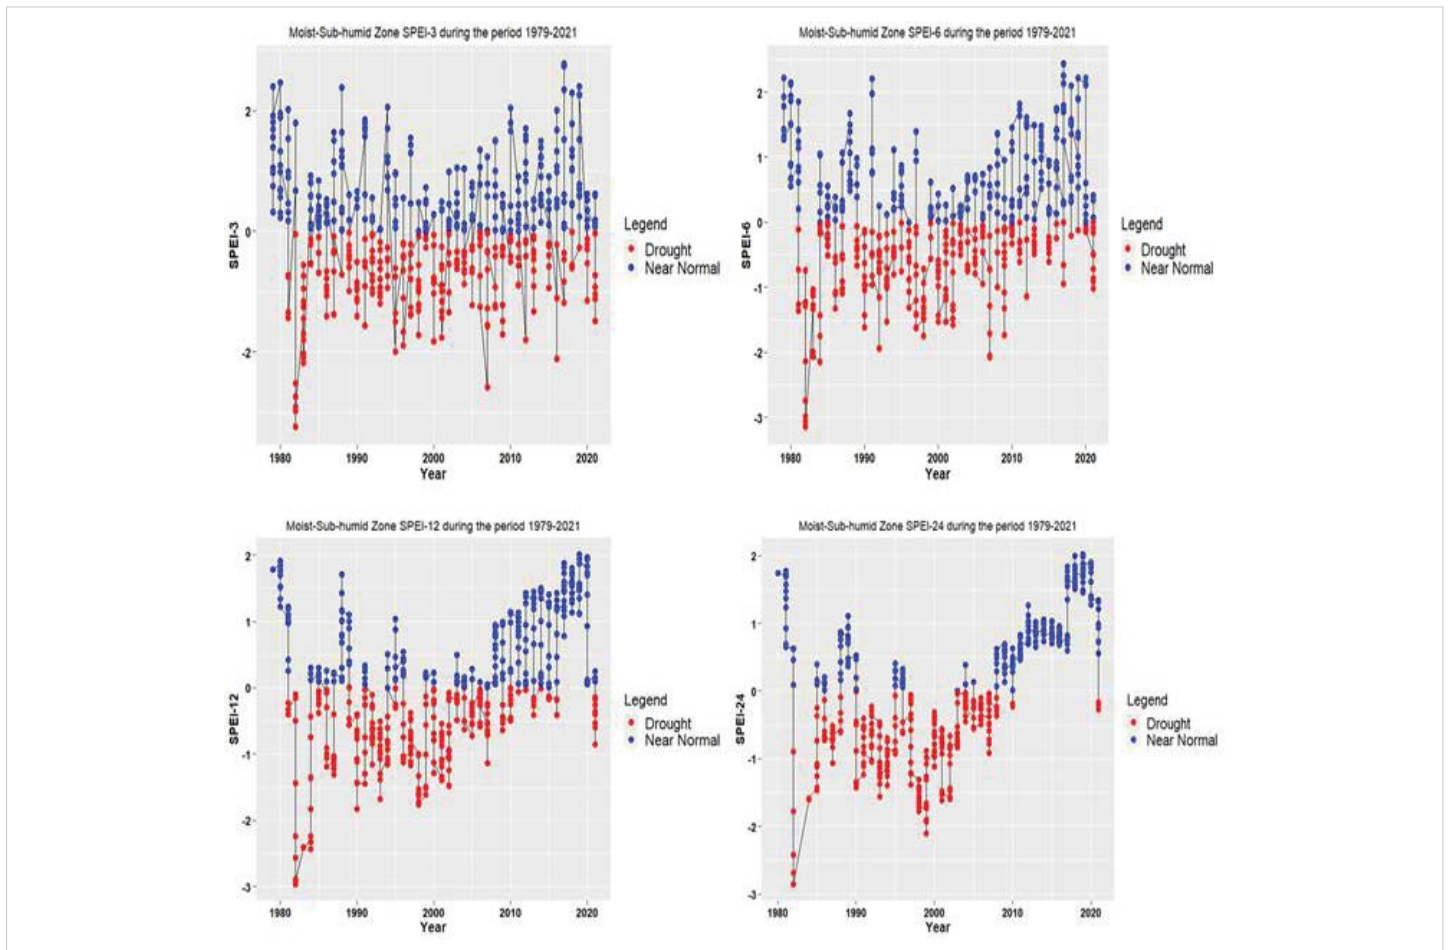 Moist-Sub-humid Zone SPEI-3 during the period 1979-2021
2
0
-2
SPEI-3
1980 1990 2000 2010 2020
Year
Legend
Drought
Near Normal
Moist-Sub-humid Zone SPEI-6 during the period 1979-2021
2
1
0
-1
-2
-3
SPEI-6
1980 1990 2000 2010 2020
Year
Legend
Drought
Near Normal
Moist-Sub-humid Zone SPEI-12 during the period 1979-2021
2
1
0
-1
-2
-3
SPEI-12
1980 1990 2000 2010 2020
Year
Legend
Drought
Near Normal
Moist-Sub-humid Zone SPEI-24 during the period 1979-2021
2
1
0
-1
-2
-3
SPEI-24
1980 1990 2000 2010 2020
Year
Legend
Drought
Near Normal